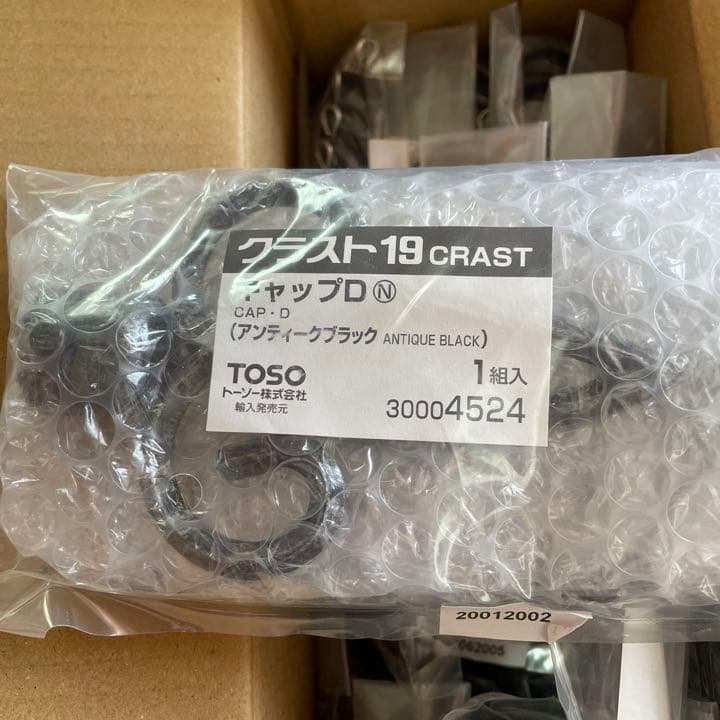 クラスト19 CRAST
キャップD Ⓝ
CAP・D
(アンティークブラック ANTIQUE BLACK)
TOSO
トーソー株式会社
輸入発売元
1組入
30004524
20012002
062005